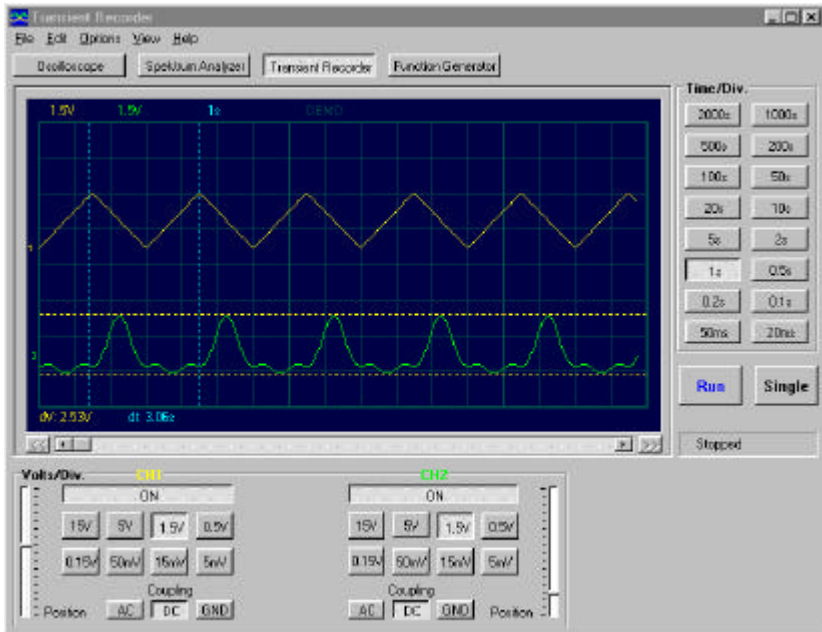 Transient Recorder
File Edit Options View Help
Oscilloscope Spektrum Analyzer Transient Recorder Function Generator
1.5V 1.5V 1s DEMO
1
2
dV: 2.53V dt: 3.06s
Time/Div.
2000s 1000s
500s 200s
100s 50s
20s 10s
5s 2s
1s 0.5s
0.2s 0.1s
50ms 20ms
Run Single
Stopped
Volts/Div. CH1
ON
15V 5V 1.5V 0.5V
0.15V 50mV 15mV 5mV
Coupling
Position AC DC GND
CH2
ON
15V 5V 1.5V 0.5V
0.15V 50mV 15mV 5mV
Coupling
AC DC GND Position